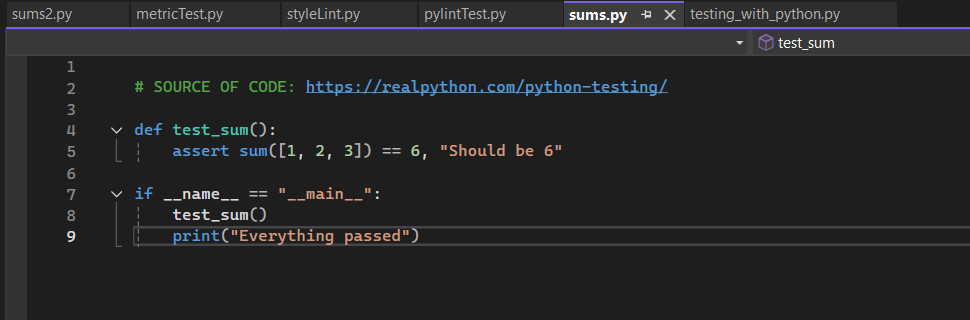 sums2.py metricTest.py styleLint.py pylintTest.py sums.py testing_with_python.py
test_sum
1
2 # SOURCE OF CODE: https://realpython.com/python-testing/
3
4 def test_sum():
5 assert sum([1, 2, 3]) == 6, "Should be 6"
6
7 if __name__ == "__main__":
8 test_sum()
9 print("Everything passed")